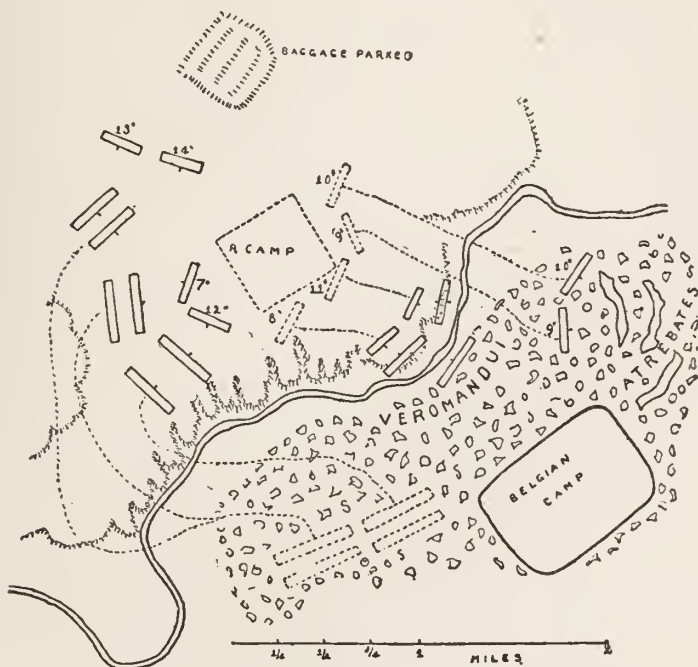 BAGGAGE PARKED
13°
14°
10°
9°
R CAMP
11°
8°
7°
12°
10°
9°
ATREBATES
VEROMANDUI
BELGIAN
CAMP
1/4 1/2 3/4 1 2
MILES